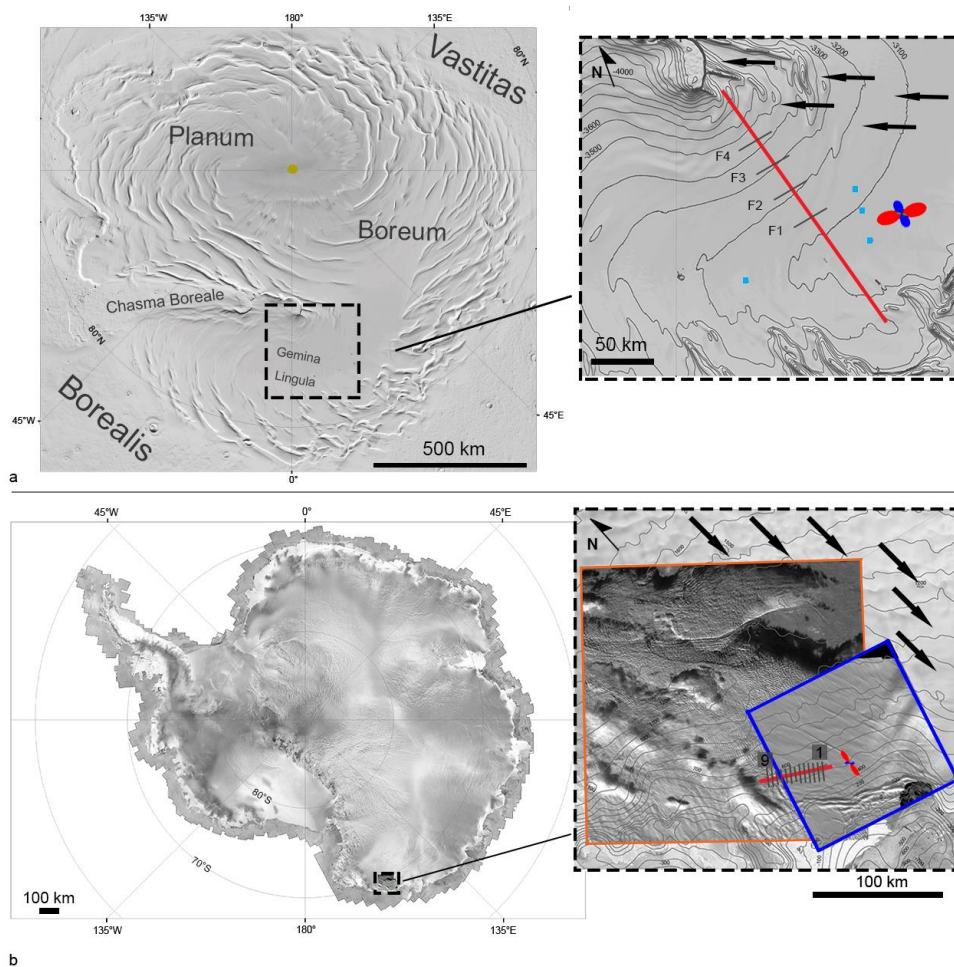 135°W
180°
135°E
Vastitas
80°N
Planum
Boreum
Chasma Boreale
80°N
Gemina
Lingula
Borealis
45°W
45°E
500 km
0°
a
N
-4000
-3300
-3200
-3100
-3600
-3500
F4
F3
F2
F1
50 km
45°W
0°
45°E
80°S
70°S
100 km
135°W
180°
135°E
b
N
9
1
100 km